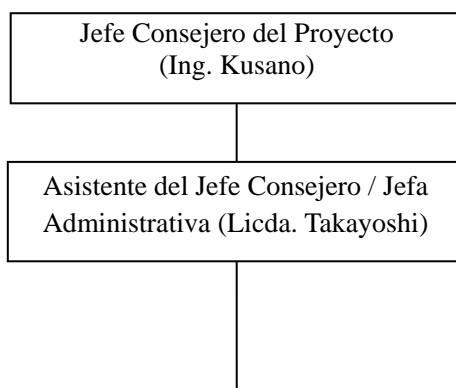 Jefe Consejero del Proyecto
(Ing. Kusano)
Asistente del Jefe Consejero / Jefa
Administrativa (Licda. Takayoshi)